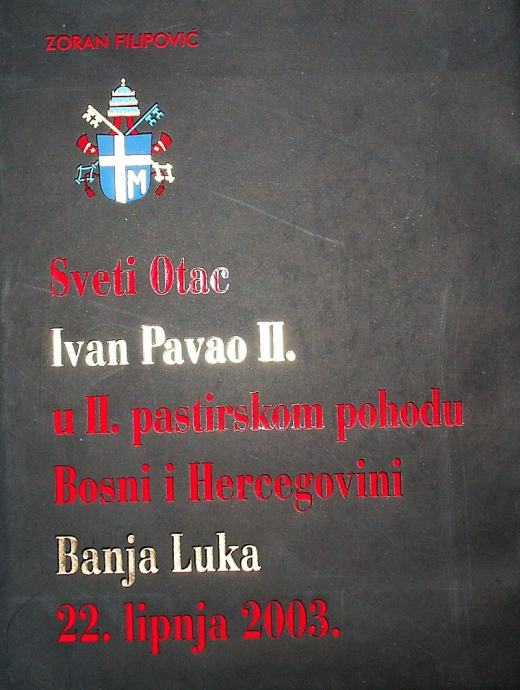 ZORAN FILIPOVIĆ
M
Sveti Otac
Ivan Pavao II.
u II. pastirskom pohodu
Bosni i Hercegovini
Banja Luka
22. lipnja 2003.